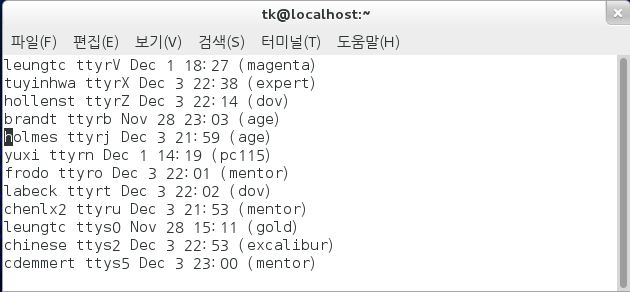 tk@localhost:~
파일(F) 편집(E) 보기(V) 검색(S) 터미널(T) 도움말(H)
leungtc ttyrV Dec 1 18:27 (magenta)
tuyinhwa ttyrX Dec 3 22:38 (expert)
hollenst ttyrZ Dec 3 22:14 (dov)
brandt ttyrb Nov 28 23:03 (age)
holmes ttyrj Dec 3 21:59 (age)
yuxi ttyrn Dec 1 14:19 (pc115)
frodo ttyro Dec 3 22:01 (mentor)
labeck ttyrt Dec 3 22:02 (dov)
chenlx2 ttyru Dec 3 21:53 (mentor)
leungtc ttys0 Nov 28 15:11 (gold)
chinese ttys2 Dec 3 22:53 (excalibur)
cdemmert ttys5 Dec 3 23:00 (mentor)